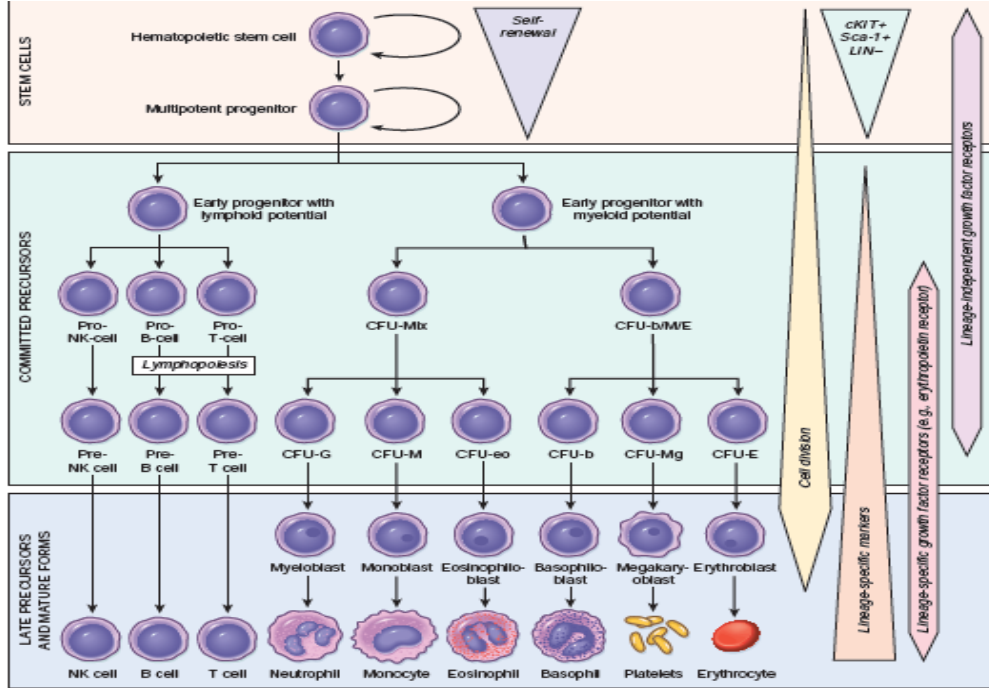 STEM CELLS
Hematopoietic stem cell
Self-
renewal
cKIT+
Sca-1+
LIN–
Multipotent progenitor
COMMITTED PRECURSORS
Early progenitor with
lymphoid potential
Early progenitor with
myeloid potential
Pro-
NK-cell
Pro-
B-cell
Pro-
T-cell
CFU-Mix
CFU-b/M/E
Lymphopoiesis
Pre-
NK cell
Pre-
B cell
Pre-
T cell
CFU-G
CFU-M
CFU-eo
CFU-b
CFU-Mg
CFU-E
LATE PRECURSORS
AND MATURE FORMS
Myeloblast
Monoblast
Eosinophilo-
blast
Basophilo-
blast
Megakary-
oblast
Erythroblast
NK cell
B cell
T cell
Neutrophil
Monocyte
Eosinophil
Basophil
Platelets
Erythrocyte
Cell division
Lineage-specific markers
Lineage-specific growth factor receptors (e.g., erythropoietin receptor)
Lineage-independent growth factor receptors